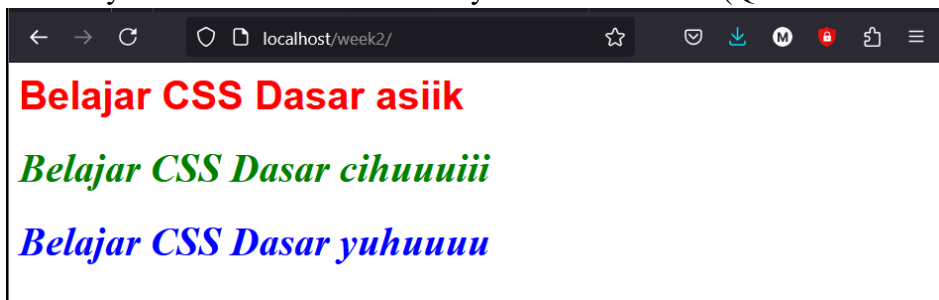 localhost/week2/
M
Belajar CSS Dasar asiik
Belajar CSS Dasar cihuuuiii
Belajar CSS Dasar yuhuuuu